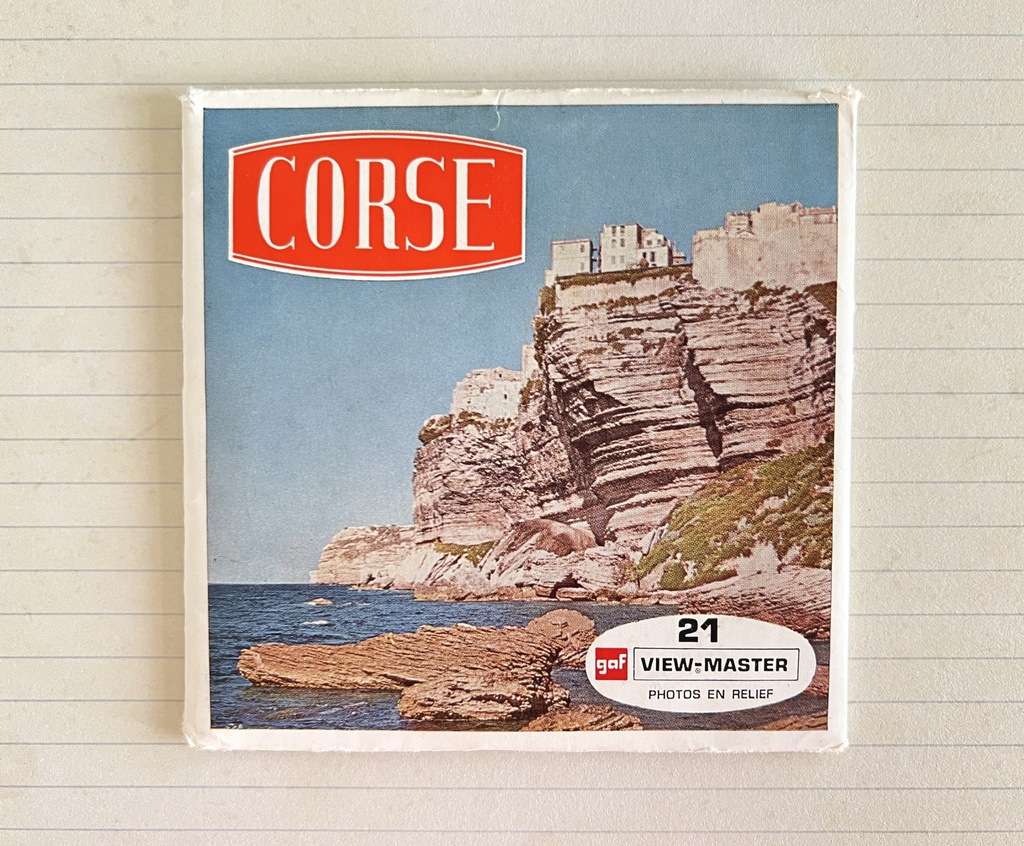 CORSE
21
gaf VIEW-MASTER
PHOTOS EN RELIEF